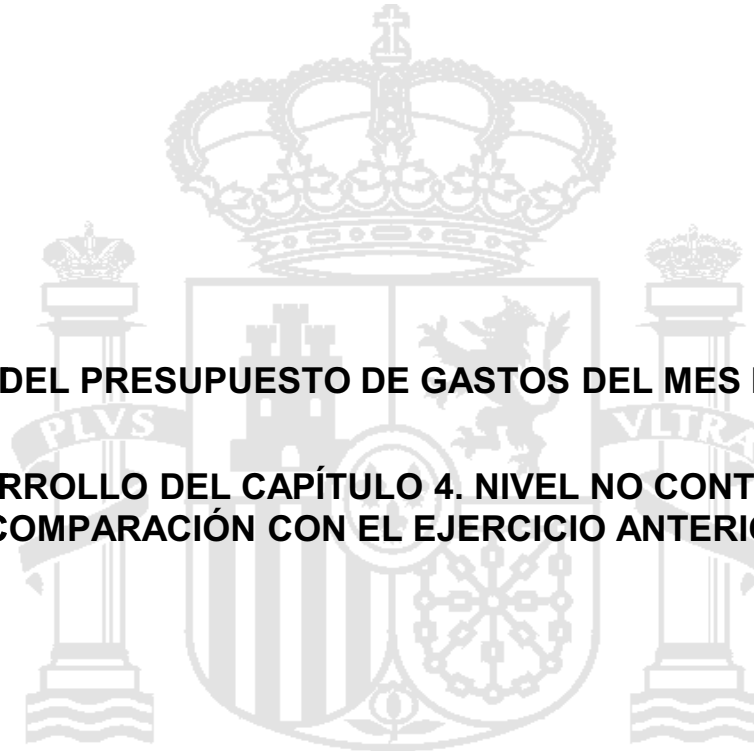 DEL PRESUPUESTO DE GASTOS DEL MES
PLVS VLTRA
RROLLO DEL CAPÍTULO 4. NIVEL NO CONT
COMPARACIÓN CON EL EJERCICIO ANTERI